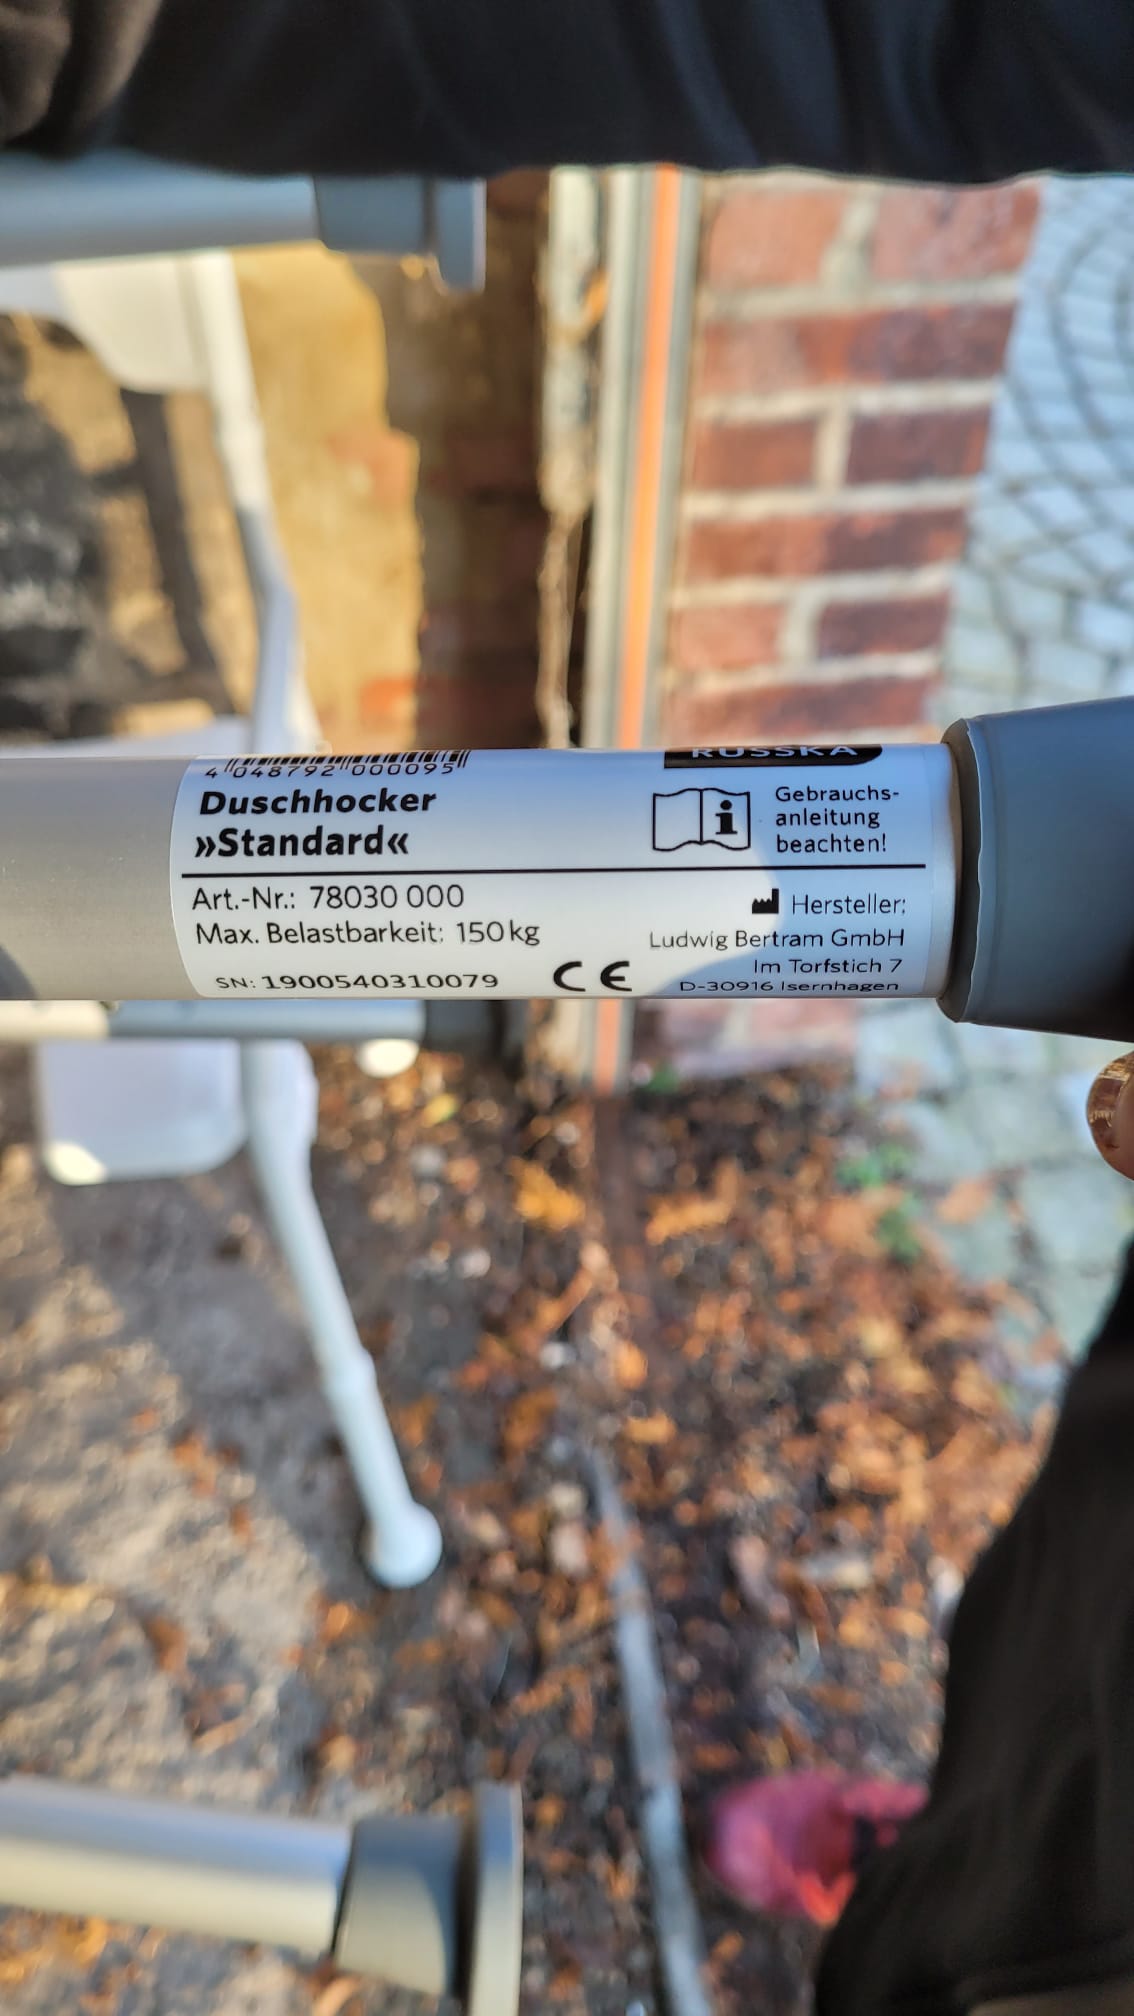 4 048792 000095
RUSSKA
Duschhocker
»Standard«
Gebrauchs-
anleitung
beachten!
Art.-Nr.: 78030 000
Max. Belastbarkeit: 150 kg
SN: 1900540310079
CE
Hersteller:
Ludwig Bertram GmbH
Im Torfstich 7
D-30916 Isernhagen